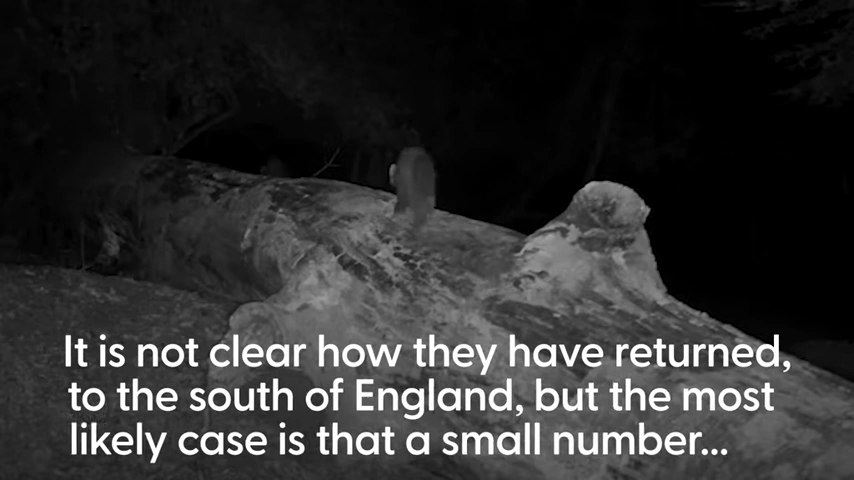 It is not clear how they have returned,
to the south of England, but the most
likely case is that a small number...